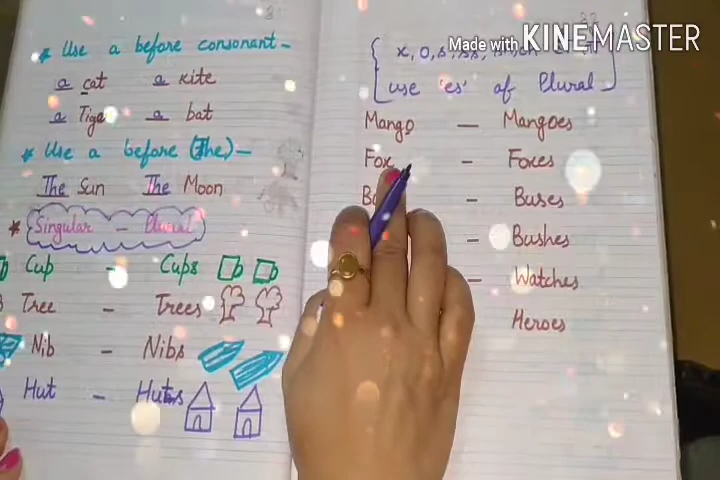 * Use a before consonant -
a cat a kite
a Tige a bat
* Use a before (The) -
The Sun The Moon
* Singular - Plural
Cup - Cups
Tree - Trees
Nib - Nibs
Hut - Huts
Made with KINEMASTER
x, o, s, ss,
use 'es' of Plural
Mango - Mangoes
Fox - Foxes
- Buses
- Bushes
- Watches
Heroes